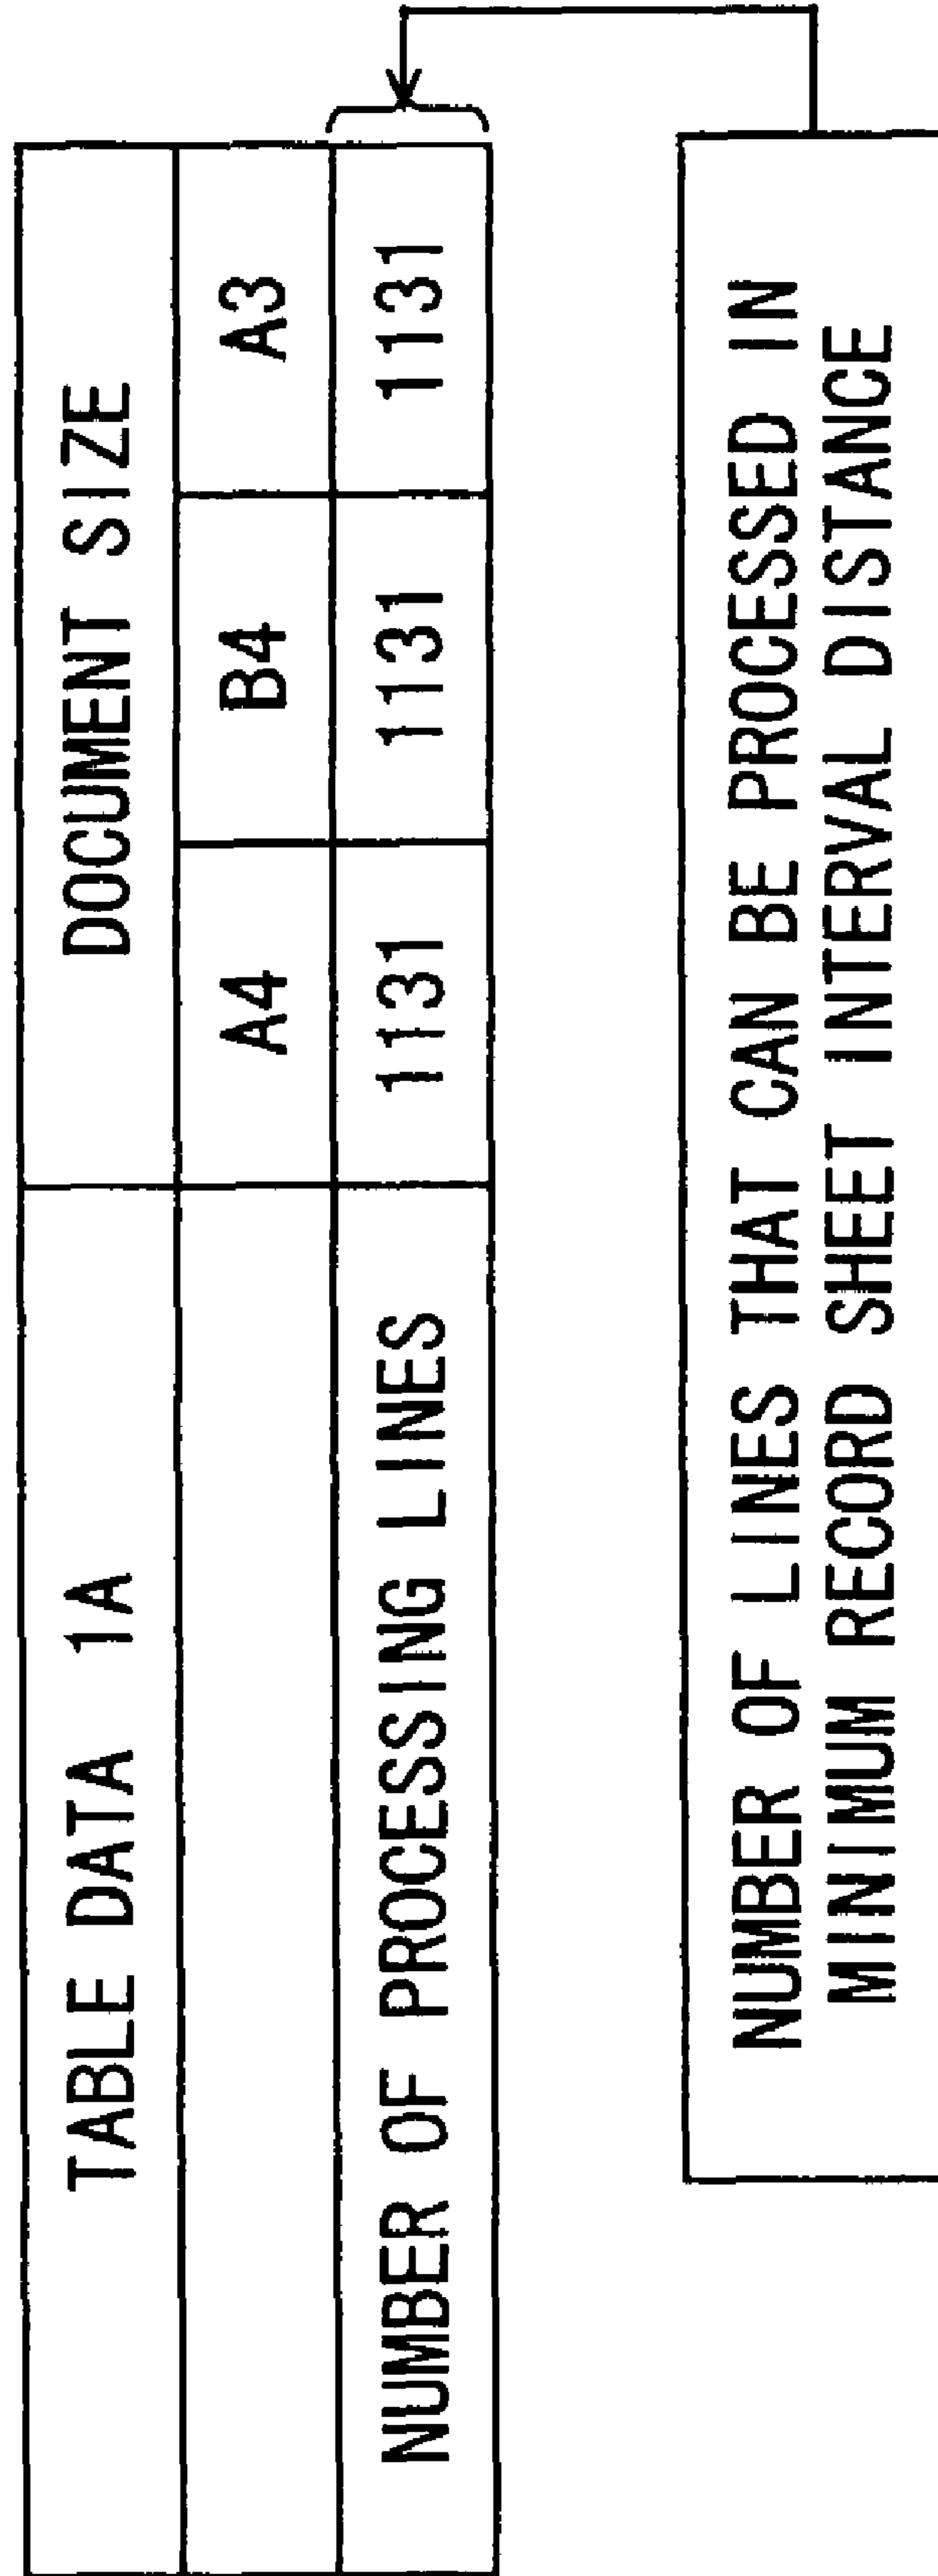 TABLE DATA 1A DOCUMENT SIZE
A4 B4 A3
NUMBER OF PROCESSING LINES 1131 1131 1131
NUMBER OF LINES THAT CAN BE PROCESSED IN
MINIMUM RECORD SHEET INTERVAL DISTANCE